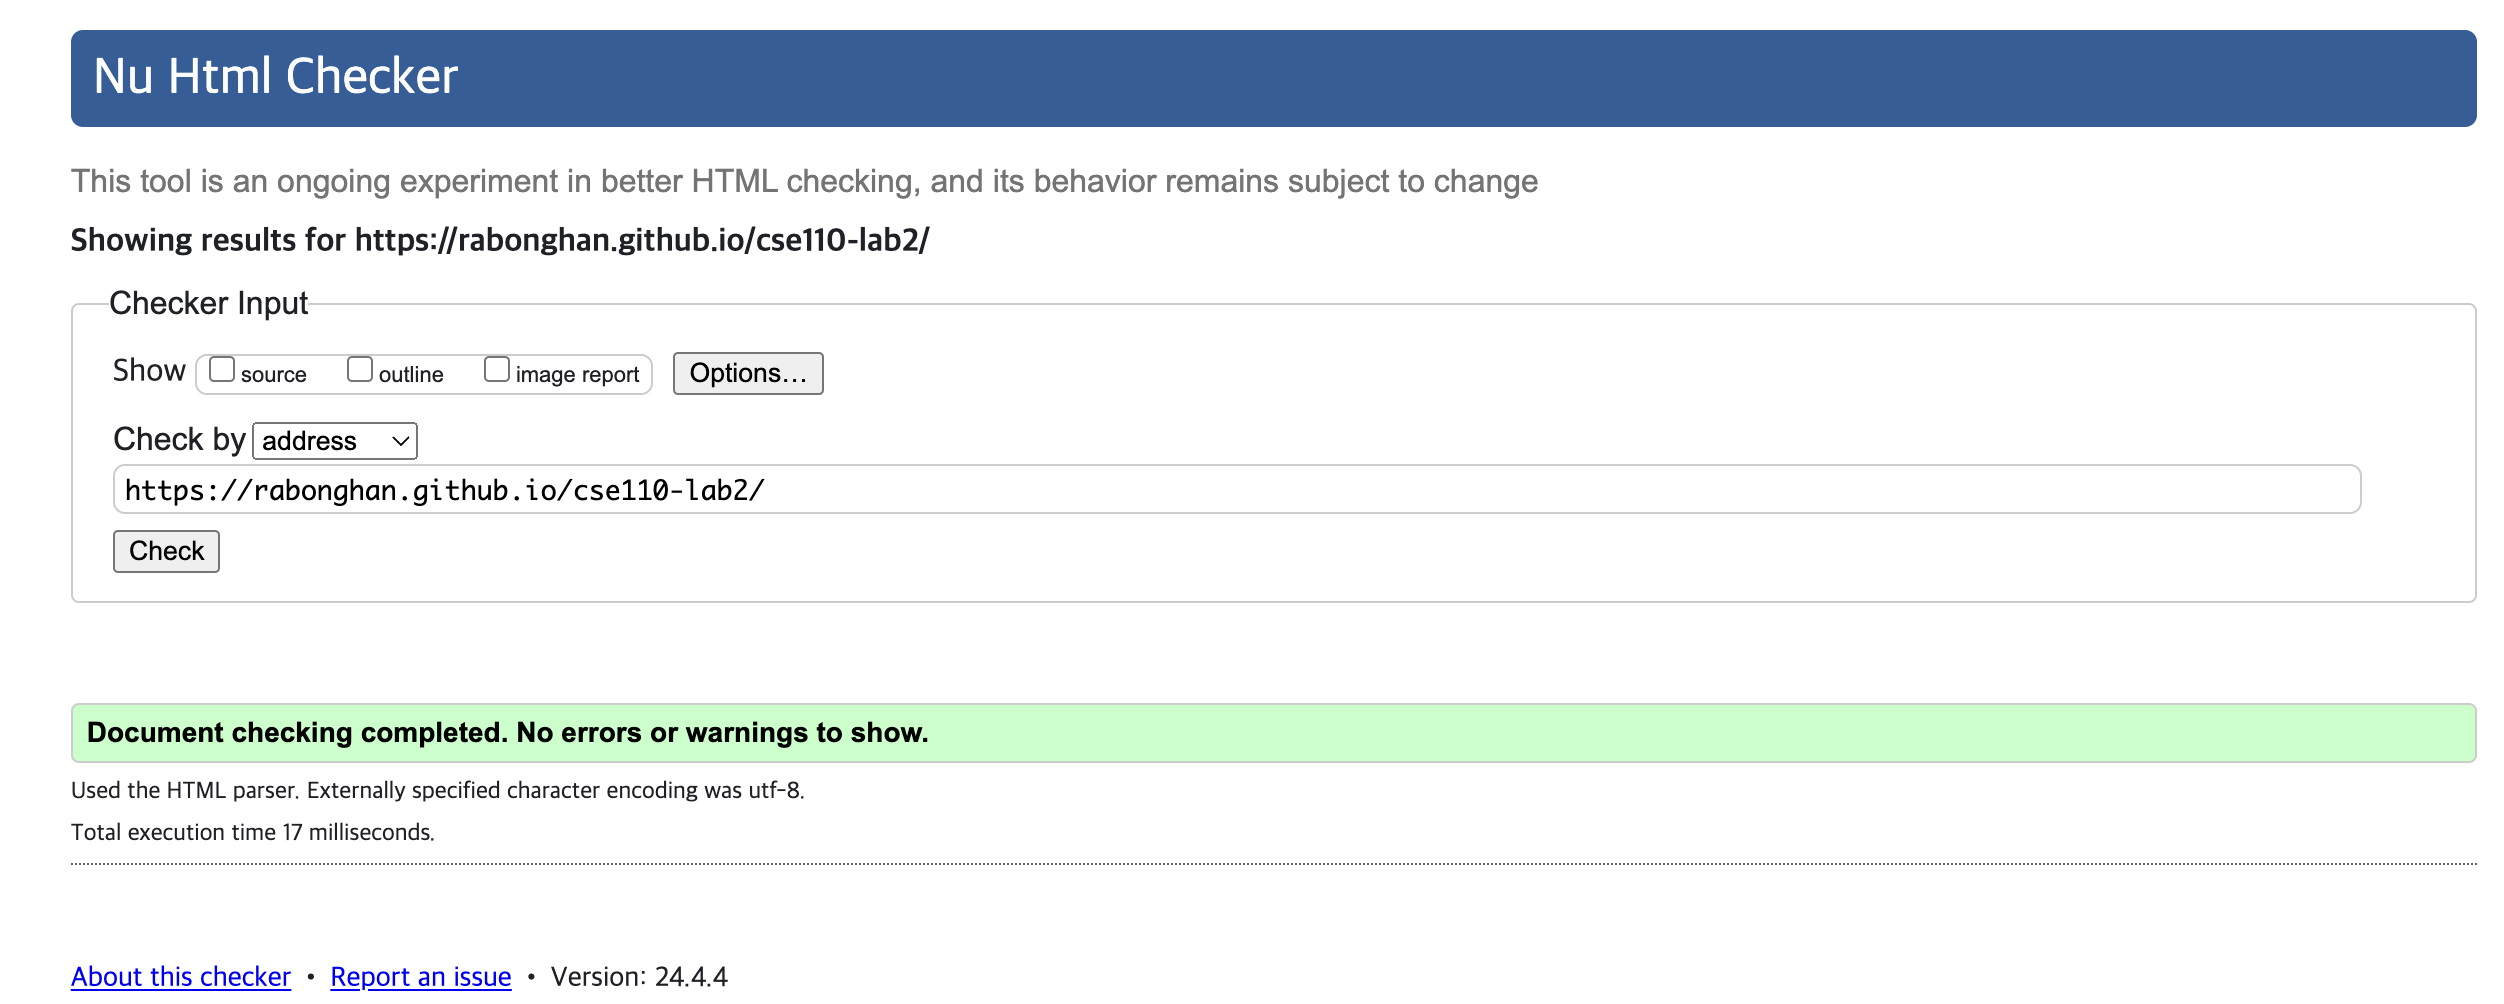 Nu Html Checker
This tool is an ongoing experiment in better HTML checking, and its behavior remains subject to change
Showing results for https://rabonghan.github.io/cse110-lab2/
Checker Input
Show source outline image report Options...
Check by address
https://rabonghan.github.io/cse110-lab2/
Check
Document checking completed. No errors or warnings to show.
Used the HTML parser. Externally specified character encoding was utf-8.
Total execution time 17 milliseconds.
About this checker • Report an issue • Version: 24.4.4